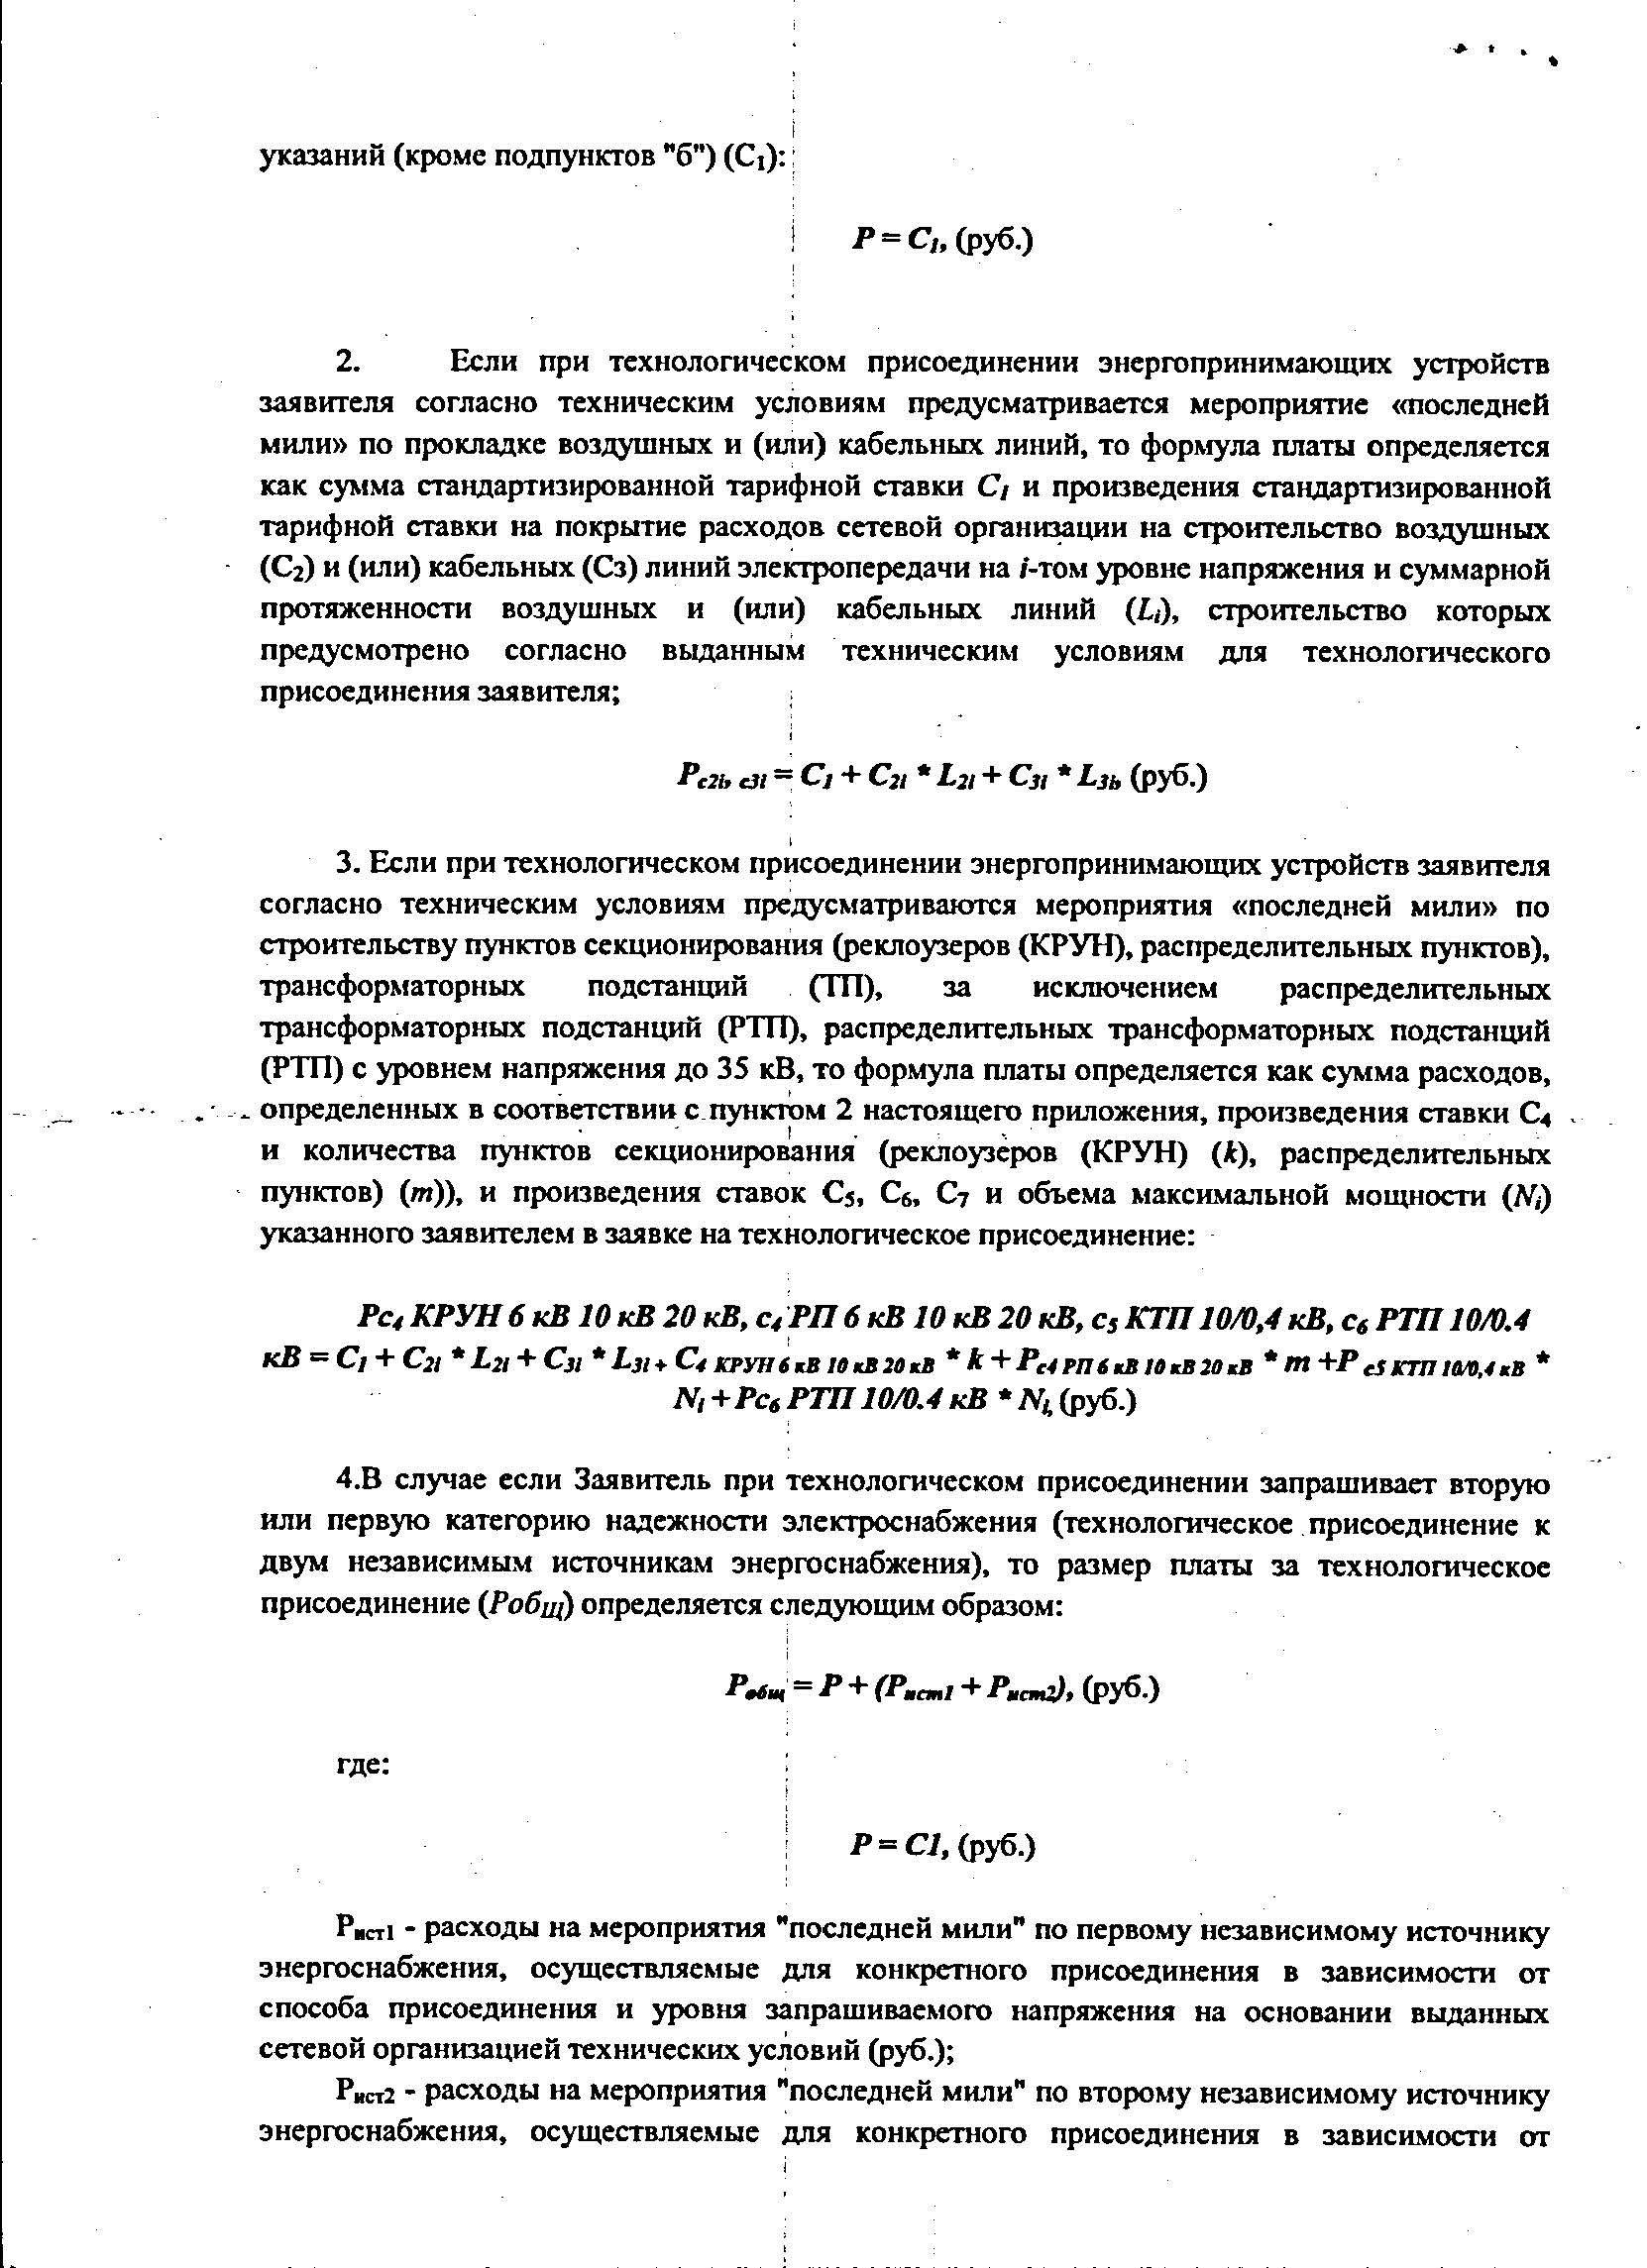 указаний (кроме подпунктов "б") (С₁):
P = C₁, (руб.)
2. Если при технологическом присоединении энергопринимающих устройств
заявителя согласно техническим условиям предусматривается мероприятие «последней
мили» по прокладке воздушных и (или) кабельных линий, то формула платы определяется
как сумма стандартизированной тарифной ставки C₁ и произведения стандартизированной
тарифной ставки на покрытие расходов сетевой организации на строительство воздушных
(С₂) и (или) кабельных (Сз) линий электропередачи на i-том уровне напряжения и суммарной
протяженности воздушных и (или) кабельных линий (Lᵢ), строительство которых
предусмотрено согласно выданным техническим условиям для технологического
присоединения заявителя;
Pc2i, c3i = C₁ + C₂ᵢ * L₂ᵢ + C₃ᵢ * L₃ᵢ, (руб.)
3. Если при технологическом присоединении энергопринимающих устройств заявителя
согласно техническим условиям предусматриваются мероприятия «последней мили» по
строительству пунктов секционирования (реклоузеров (КРУН), распределительных пунктов),
трансформаторных подстанций (ТП), за исключением распределительных
трансформаторных подстанций (РТП), распределительных трансформаторных подстанций
(РТП) с уровнем напряжения до 35 кВ, то формула платы определяется как сумма расходов,
определенных в соответствии с пунктом 2 настоящего приложения, произведения ставки С₄
и количества пунктов секционирования (реклоузеров (КРУН) (k), распределительных
пунктов) (m)), и произведения ставок С₅, С₆, С₇ и объема максимальной мощности (Nᵢ)
указанного заявителем в заявке на технологическое присоединение:
Pc₄ КРУН 6 кВ 10 кВ 20 кВ, c₄ РП 6 кВ 10 кВ 20 кВ, c₅ КТП 10/0,4 кВ, c₆ РТП 10/0.4
кВ = C₁ + C₂ᵢ * L₂ᵢ + C₃ᵢ * L₃ᵢ + C₄ КРУН 6 кВ 10 кВ 20 кВ * k + Pc4 РП 6 кВ 10 кВ 20 кВ * m +P c5 КТП 10/0,4 кВ *
Nᵢ + Pc₆ РТП 10/0.4 кВ * Nᵢ, (руб.)
4.В случае если Заявитель при технологическом присоединении запрашивает вторую
или первую категорию надежности электроснабжения (технологическое присоединение к
двум независимым источникам энергоснабжения), то размер платы за технологическое
присоединение (Робщ) определяется следующим образом:
Pобщ = P + (Pист1 + Pист2), (руб.)
где:
P = C1, (руб.)
Рист1 - расходы на мероприятия "последней мили" по первому независимому источнику
энергоснабжения, осуществляемые для конкретного присоединения в зависимости от
способа присоединения и уровня запрашиваемого напряжения на основании выданных
сетевой организацией технических условий (руб.);
Рист2 - расходы на мероприятия "последней мили" по второму независимому источнику
энергоснабжения, осуществляемые для конкретного присоединения в зависимости от